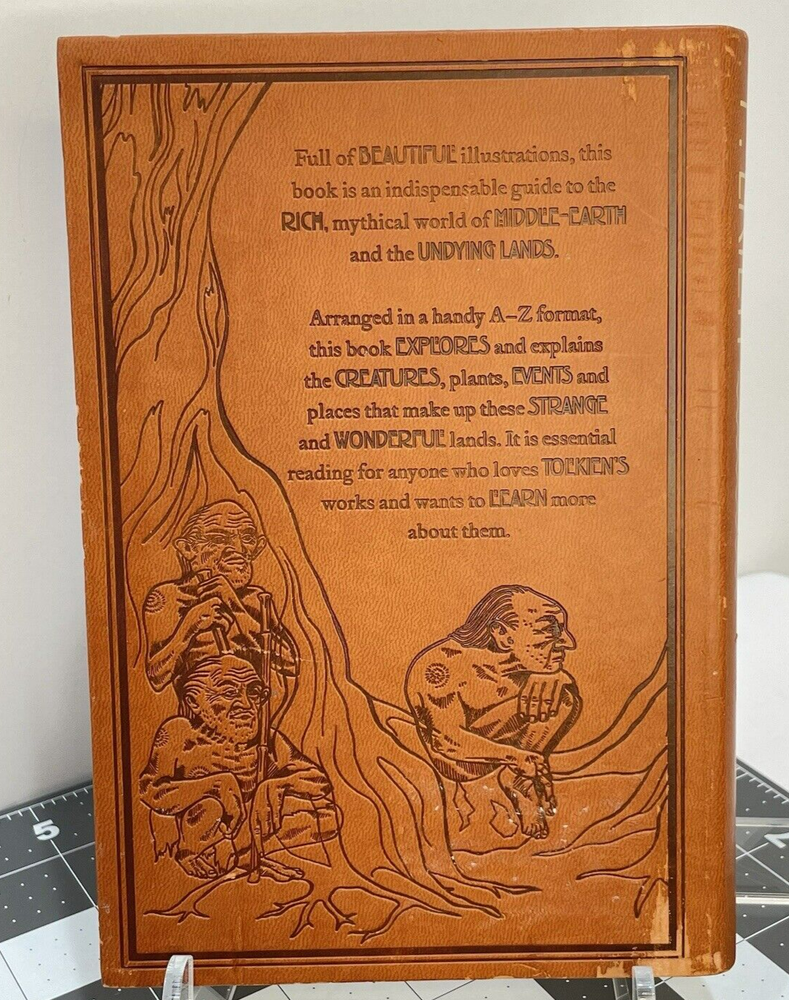 Full of BEAUTIFUL illustrations, this
book is an indispensable guide to the
RICH, mythical world of MIDDLE-EARTH
and the UNDYING LANDS.
Arranged in a handy A–Z format,
this book EXPLORES and explains
the CREATURES, plants, EVENTS and
places that make up these STRANGE
and WONDERFUL lands. It is essential
reading for anyone who loves TOLKIEN'S
works and wants to LEARN more
about them.
5